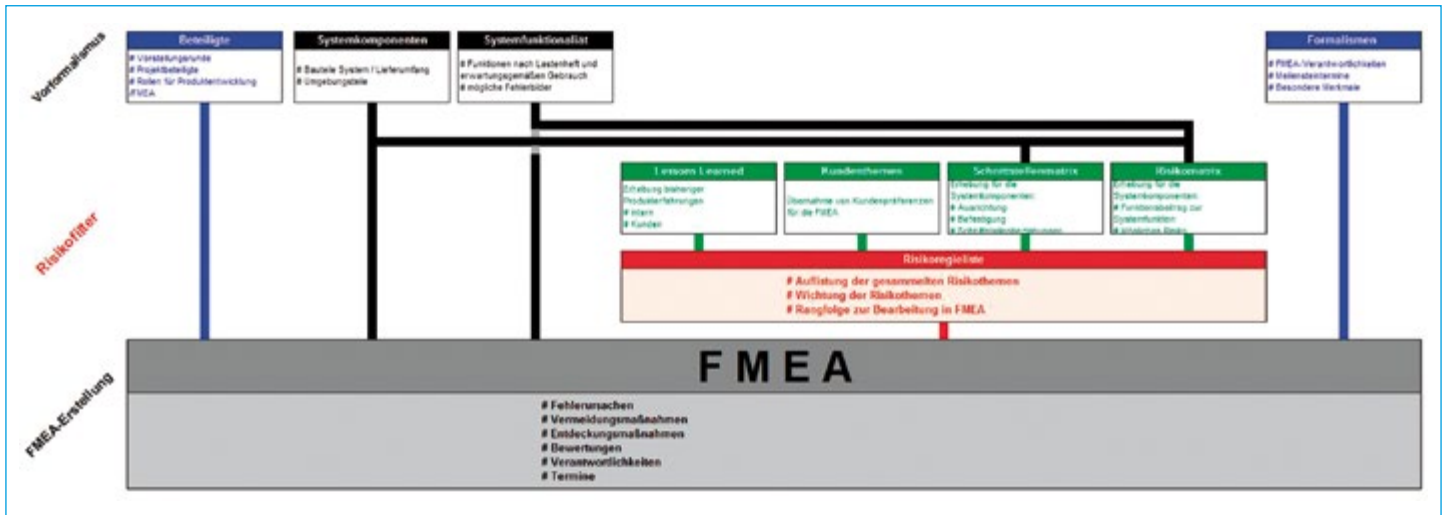 Vorformalismus
Beteiligte
# Vorstellungsrunde
# Projektbeteiligte
# Rollen für Produktentwicklung
/FMEA
Systemkomponenten
# Bauteile System / Lieferumfang
# Umgebungsteile
Systemfunktionaliät
# Funktionen nach Lastenheft und
erwartungsgemäßen Gebrauch
# mögliche Fehlerbilder
Formalismen
# FMEA-Verantwortlichkeiten
# Meilensteintermine
# Besondere Merkmale
Risikofilter
Lessons Learned
Erhebung bisheriger
Produkterfahrungen
# Intern
# Kunden
Kundenthemen
Übernahme von Kundenpräferenzen
für die FMEA
Schnittstellenmatrix
Erhebung für die
Systemkomponenten:
# Ausrichtung
# Befestigung
Risikomatrix
Erhebung für die
Systemkomponenten:
# Funktionsbeitrag zur
Systemfunktion
Risikoregieliste
# Auflistung der gesammelten Risikothemen
# Wichtung der Risikothemen
# Rangfolge zur Bearbeitung in FMEA
FMEA-Erstellung
FMEA
# Fehlerursachen
# Vermeidungsmaßnahmen
# Entdeckungsmaßnahmen
# Bewertungen
# Verantwortlichkeiten
# Termine